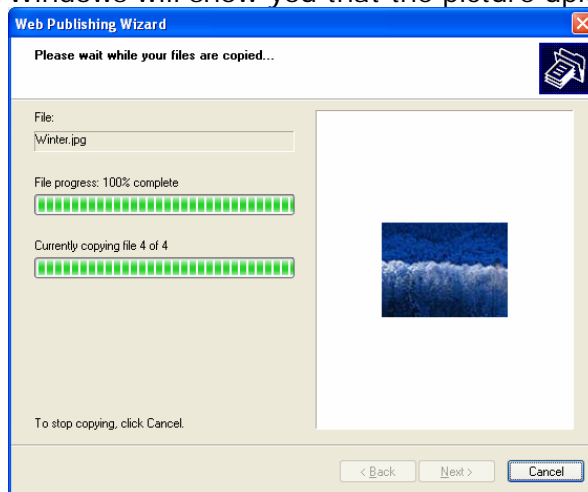 Windows will show you that the picture
Web Publishing Wizard
Please wait while your files are copied...
File:
Winter.jpg
File progress: 100% complete
Currently copying file 4 of 4
To stop copying, click Cancel.
< Back
Next >
Cancel